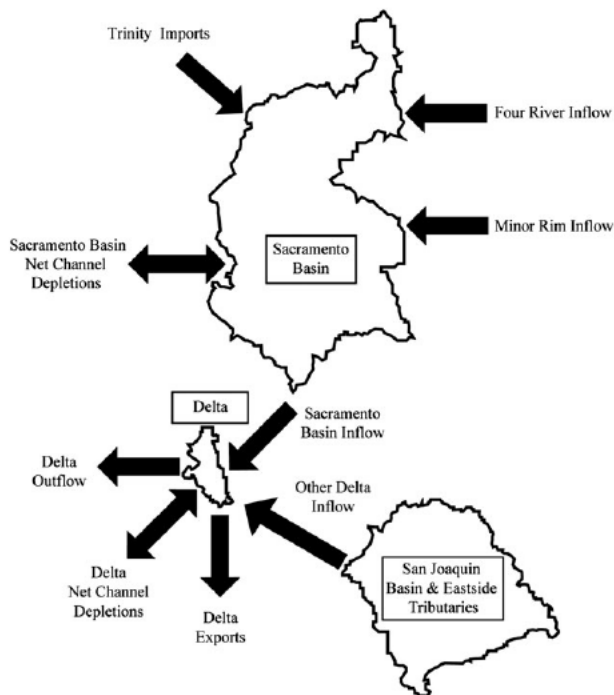 Trinity Imports
Four River Inflow
Minor Rim Inflow
Sacramento Basin
Net Channel
Depletions
Sacramento
Basin
Delta
Sacramento
Basin Inflow
Delta
Outflow
Other Delta
Inflow
Delta
Net Channel
Depletions
Delta
Exports
San Joaquin
Basin & Eastside
Tributaries